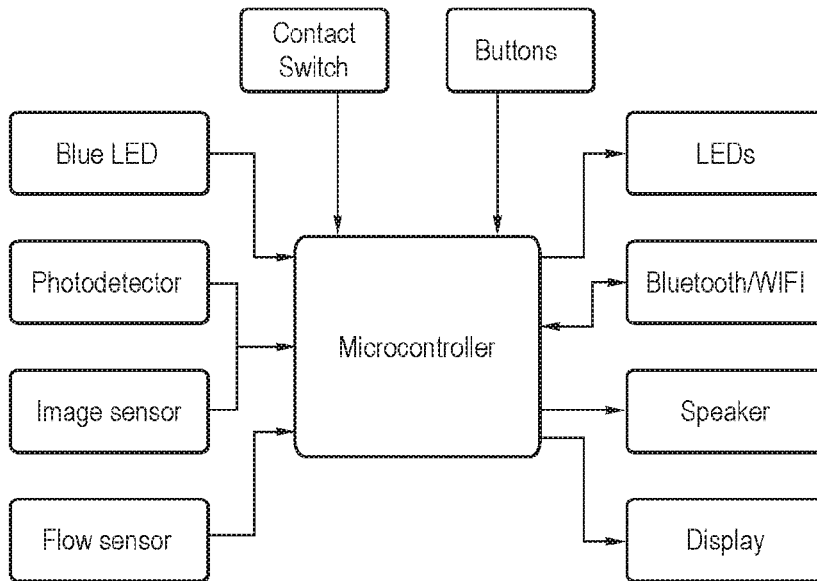 Contact
Switch
Buttons
Blue LED
LEDs
Photodetector
Bluetooth/WIFI
Microcontroller
Image sensor
Speaker
Flow sensor
Display